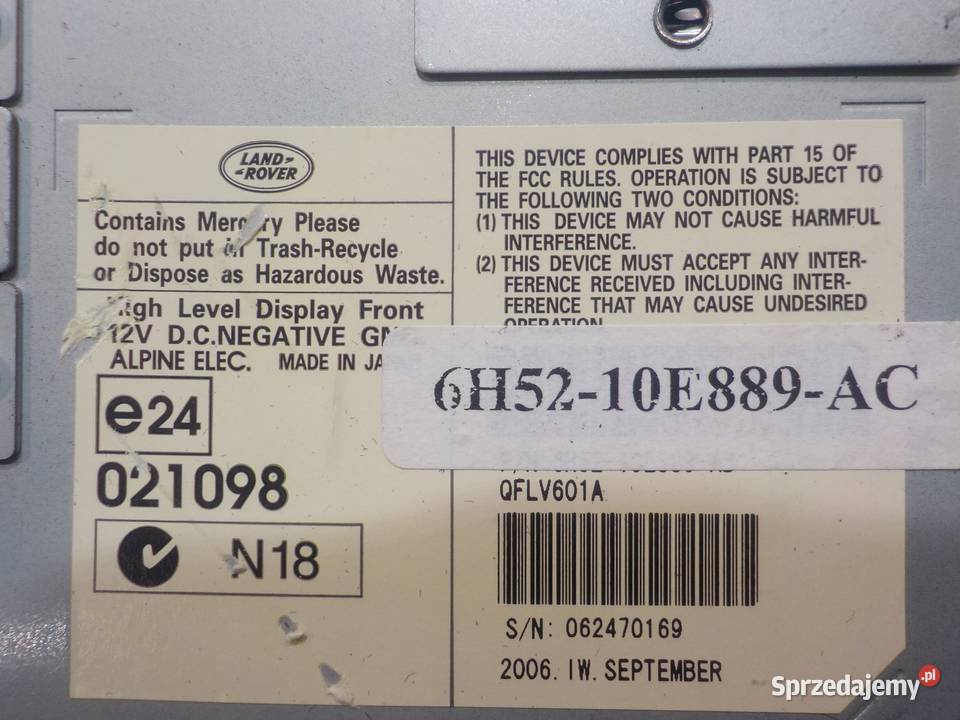 LAND-
-ROVER
Contains Mercury Please
do not put in Trash-Recycle
or Dispose as Hazardous Waste.
High Level Display Front
12V D.C.NEGATIVE
ALPINE ELEC. MADE IN
e24
021098
N18
THIS DEVICE COMPLIES WITH PART 15 OF
THE FCC RULES. OPERATION IS SUBJECT TO
THE FOLLOWING TWO CONDITIONS:
(1) THIS DEVICE MAY NOT CAUSE HARMFUL
INTERFERENCE.
(2) THIS DEVICE MUST ACCEPT ANY INTER-
FERENCE RECEIVED INCLUDING INTER-
FERENCE THAT MAY CAUSE UNDESIRED
OPERATION.
6H52-10E889-AC
QFLV601A
S/N: 062470169
2006. IW. SEPTEMBER
Sprzedajemy.pl